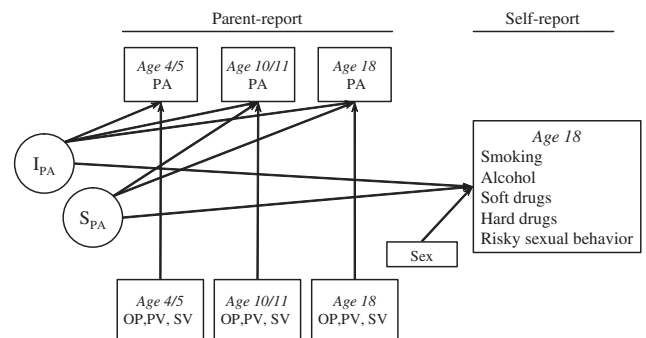 Parent-report
Self-report
Age 4/5
PA
Age 10/11
PA
Age 18
PA
I_PA
S_PA
Age 18
Smoking
Alcohol
Soft drugs
Hard drugs
Risky sexual behavior
Sex
Age 4/5
OP,PV, SV
Age 10/11
OP,PV, SV
Age 18
OP,PV, SV